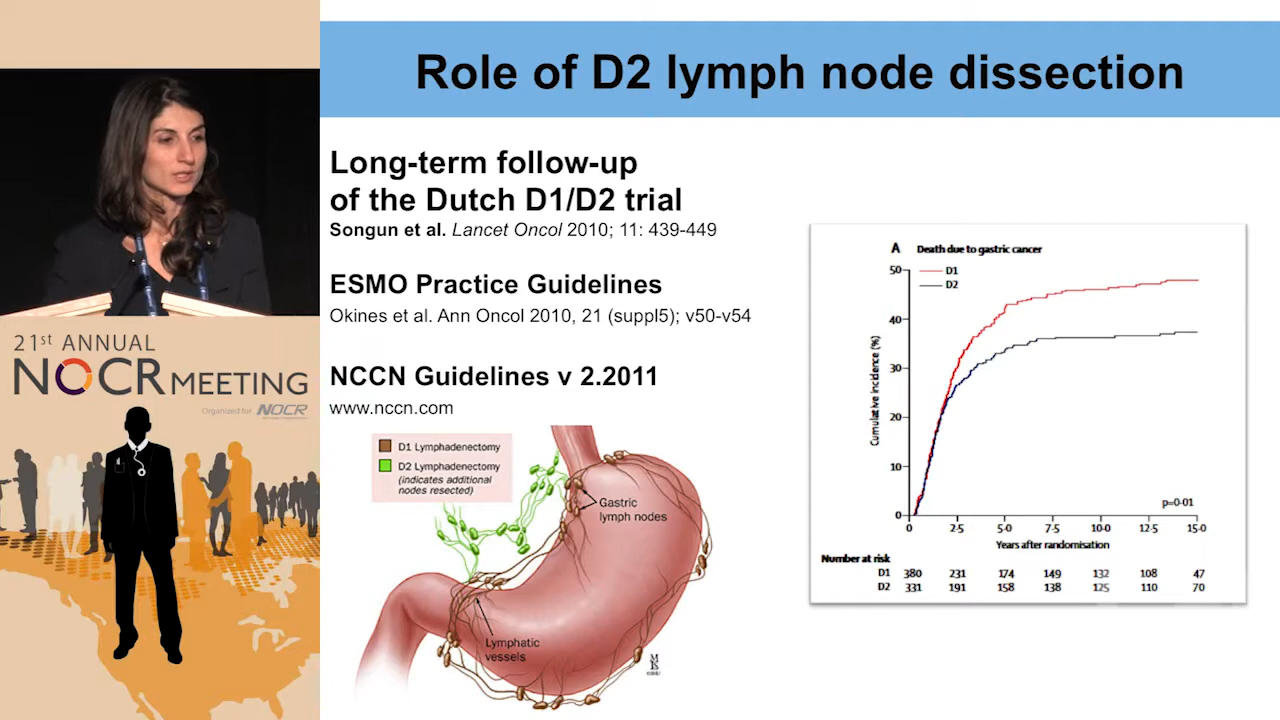 Role of D2 lymph node dissection
21st ANNUAL
NOCR MEETING
Organized for NOCR
Long-term follow-up
of the Dutch D1/D2 trial
Songun et al. Lancet Oncol 2010; 11: 439-449
ESMO Practice Guidelines
Okines et al. Ann Oncol 2010, 21 (suppl5); v50-v54
NCCN Guidelines v 2.2011
www.nccn.com
D1 Lymphadenectomy
D2 Lymphadenectomy
(indicates additional
nodes resected)
Gastric
lymph nodes
Lymphatic
vessels
A Death due to gastric cancer
D1
D2
Cumulative incidence (%)
50
40
30
20
10
0
p=0·01
0 2·5 5·0 7·5 10·0 12·5 15·0
Years after randomisation
Number at risk
D1 380 231 174 149 132 108 47
D2 331 191 158 138 125 110 70